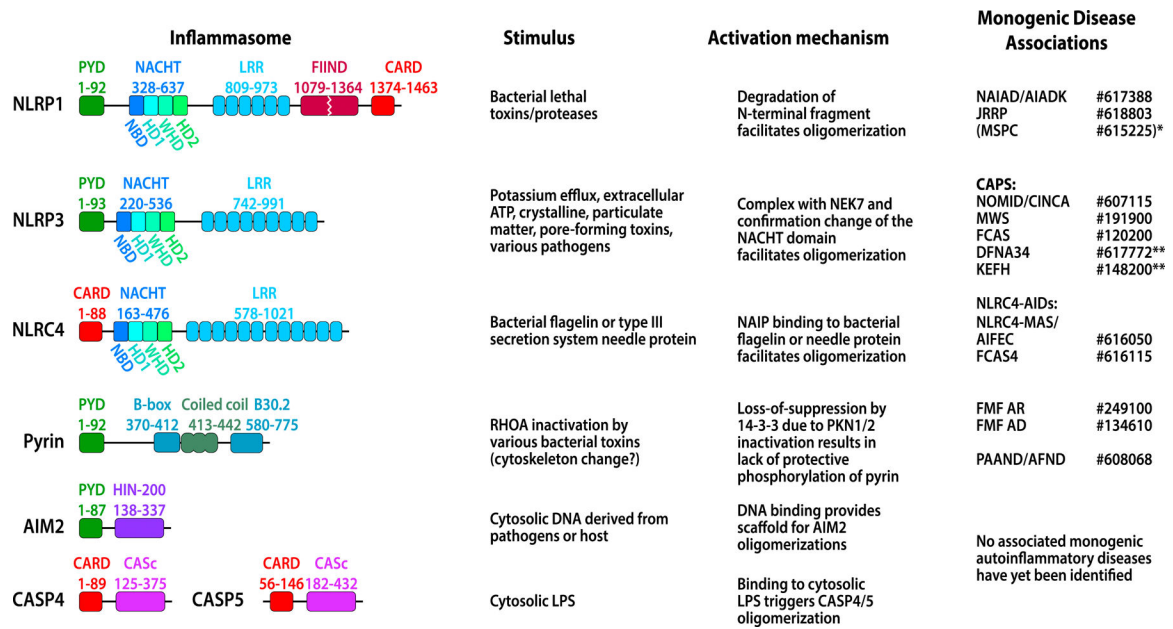 Inflammasome
Stimulus
Activation mechanism
Monogenic Disease
Associations
PYD NACHT LRR FIIND CARD
1-92 328-637 809-973 1079-1364 1374-1463
NLRP1
NBD HD1 WHD HD2
Bacterial lethal
toxins/proteases
Degradation of
N-terminal fragment
facilitates oligomerization
NAIAD/AIADK #617388
JRRP #618803
(MSPC #615225)*
PYD NACHT LRR
1-93 220-536 742-991
NLRP3
NBD HD1 WHD HD2
Potassium efflux, extracellular
ATP, crystalline, particulate
matter, pore-forming toxins,
various pathogens
Complex with NEK7 and
confirmation change of the
NACHT domain
facilitates oligomerization
CAPS:
NOMID/CINCA #607115
MWS #191900
FCAS #120200
DFNA34 #617772**
KEFH #148200**
CARD NACHT LRR
1-88 163-476 578-1021
NLRC4
NBD HD1 WHD HD2
Bacterial flagelin or type III
secretion system needle protein
NAIP binding to bacterial
flagelin or needle protein
facilitates oligomerization
NLRC4-AIDs:
NLRC4-MAS/
AIFEC #616050
FCAS4 #616115
PYD B-box Coiled coil B30.2
1-92 370-412 413-442 580-775
Pyrin
RHOA inactivation by
various bacterial toxins
(cytoskeleton change?)
Loss-of-suppression by
14-3-3 due to PKN1/2
inactivation results in
lack of protective
phosphorylation of pyrin
FMF AR #249100
FMF AD #134610
PAAND/AFND #608068
PYD HIN-200
1-87 138-337
AIM2
Cytosolic DNA derived from
pathogens or host
DNA binding provides
scaffold for AIM2
oligomerizations
No associated monogenic
autoinflammatory diseases
have yet been identified
CARD CASc CARD CASc
1-89 125-375 56-146 182-432
CASP4 CASP5
Cytosolic LPS
Binding to cytosolic
LPS triggers CASP4/5
oligomerization